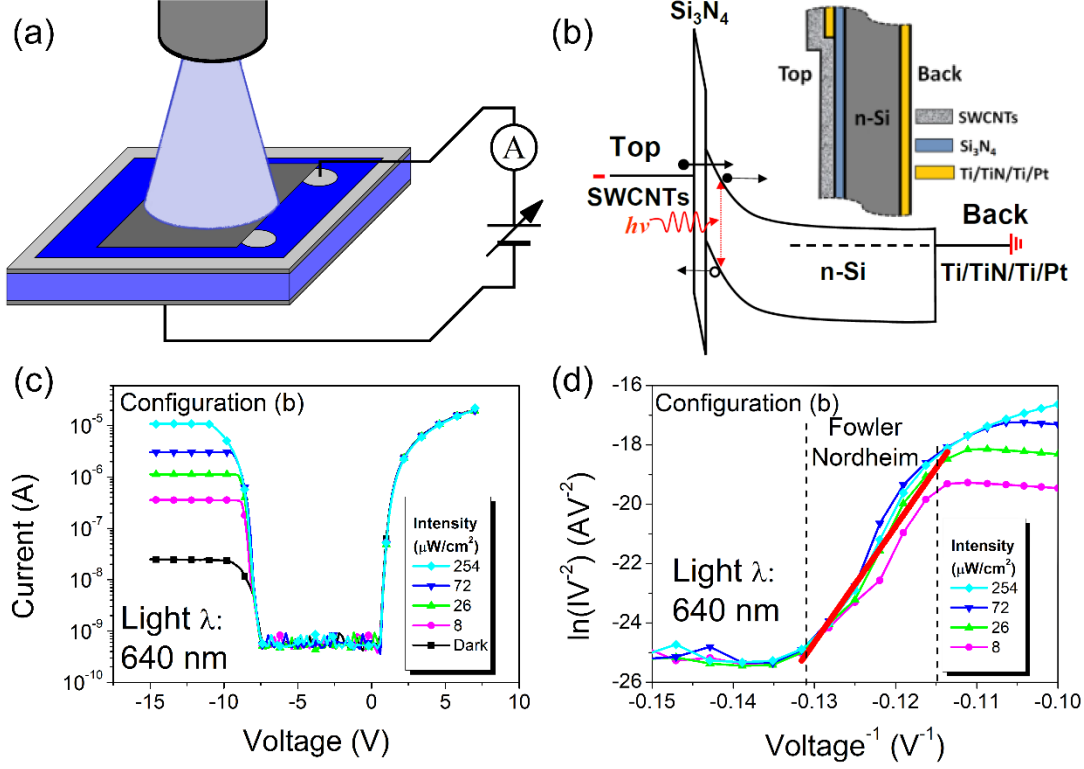 (a)
A
(b)
Si₃N₄
Top
SWCNTs
hν
n-Si
Back
Ti/TiN/Ti/Pt
Top
n-Si
Back
SWCNTs
Si₃N₄
Ti/TiN/Ti/Pt
(c)
Configuration (b)
Current (A)
10⁻⁵
10⁻⁶
10⁻⁷
10⁻⁸
10⁻⁹
10⁻¹⁰
Light λ:
640 nm
Intensity
(μW/cm²)
254
72
26
8
Dark
-15
-10
-5
0
5
10
Voltage (V)
(d)
Configuration (b)
Fowler
Nordheim
ln(IV⁻²) (AV⁻²)
-16
-18
-20
-22
-24
-26
Light λ:
640 nm
Intensity
(μW/cm²)
254
72
26
8
-0.15
-0.14
-0.13
-0.12
-0.11
-0.10
Voltage⁻¹ (V⁻¹)